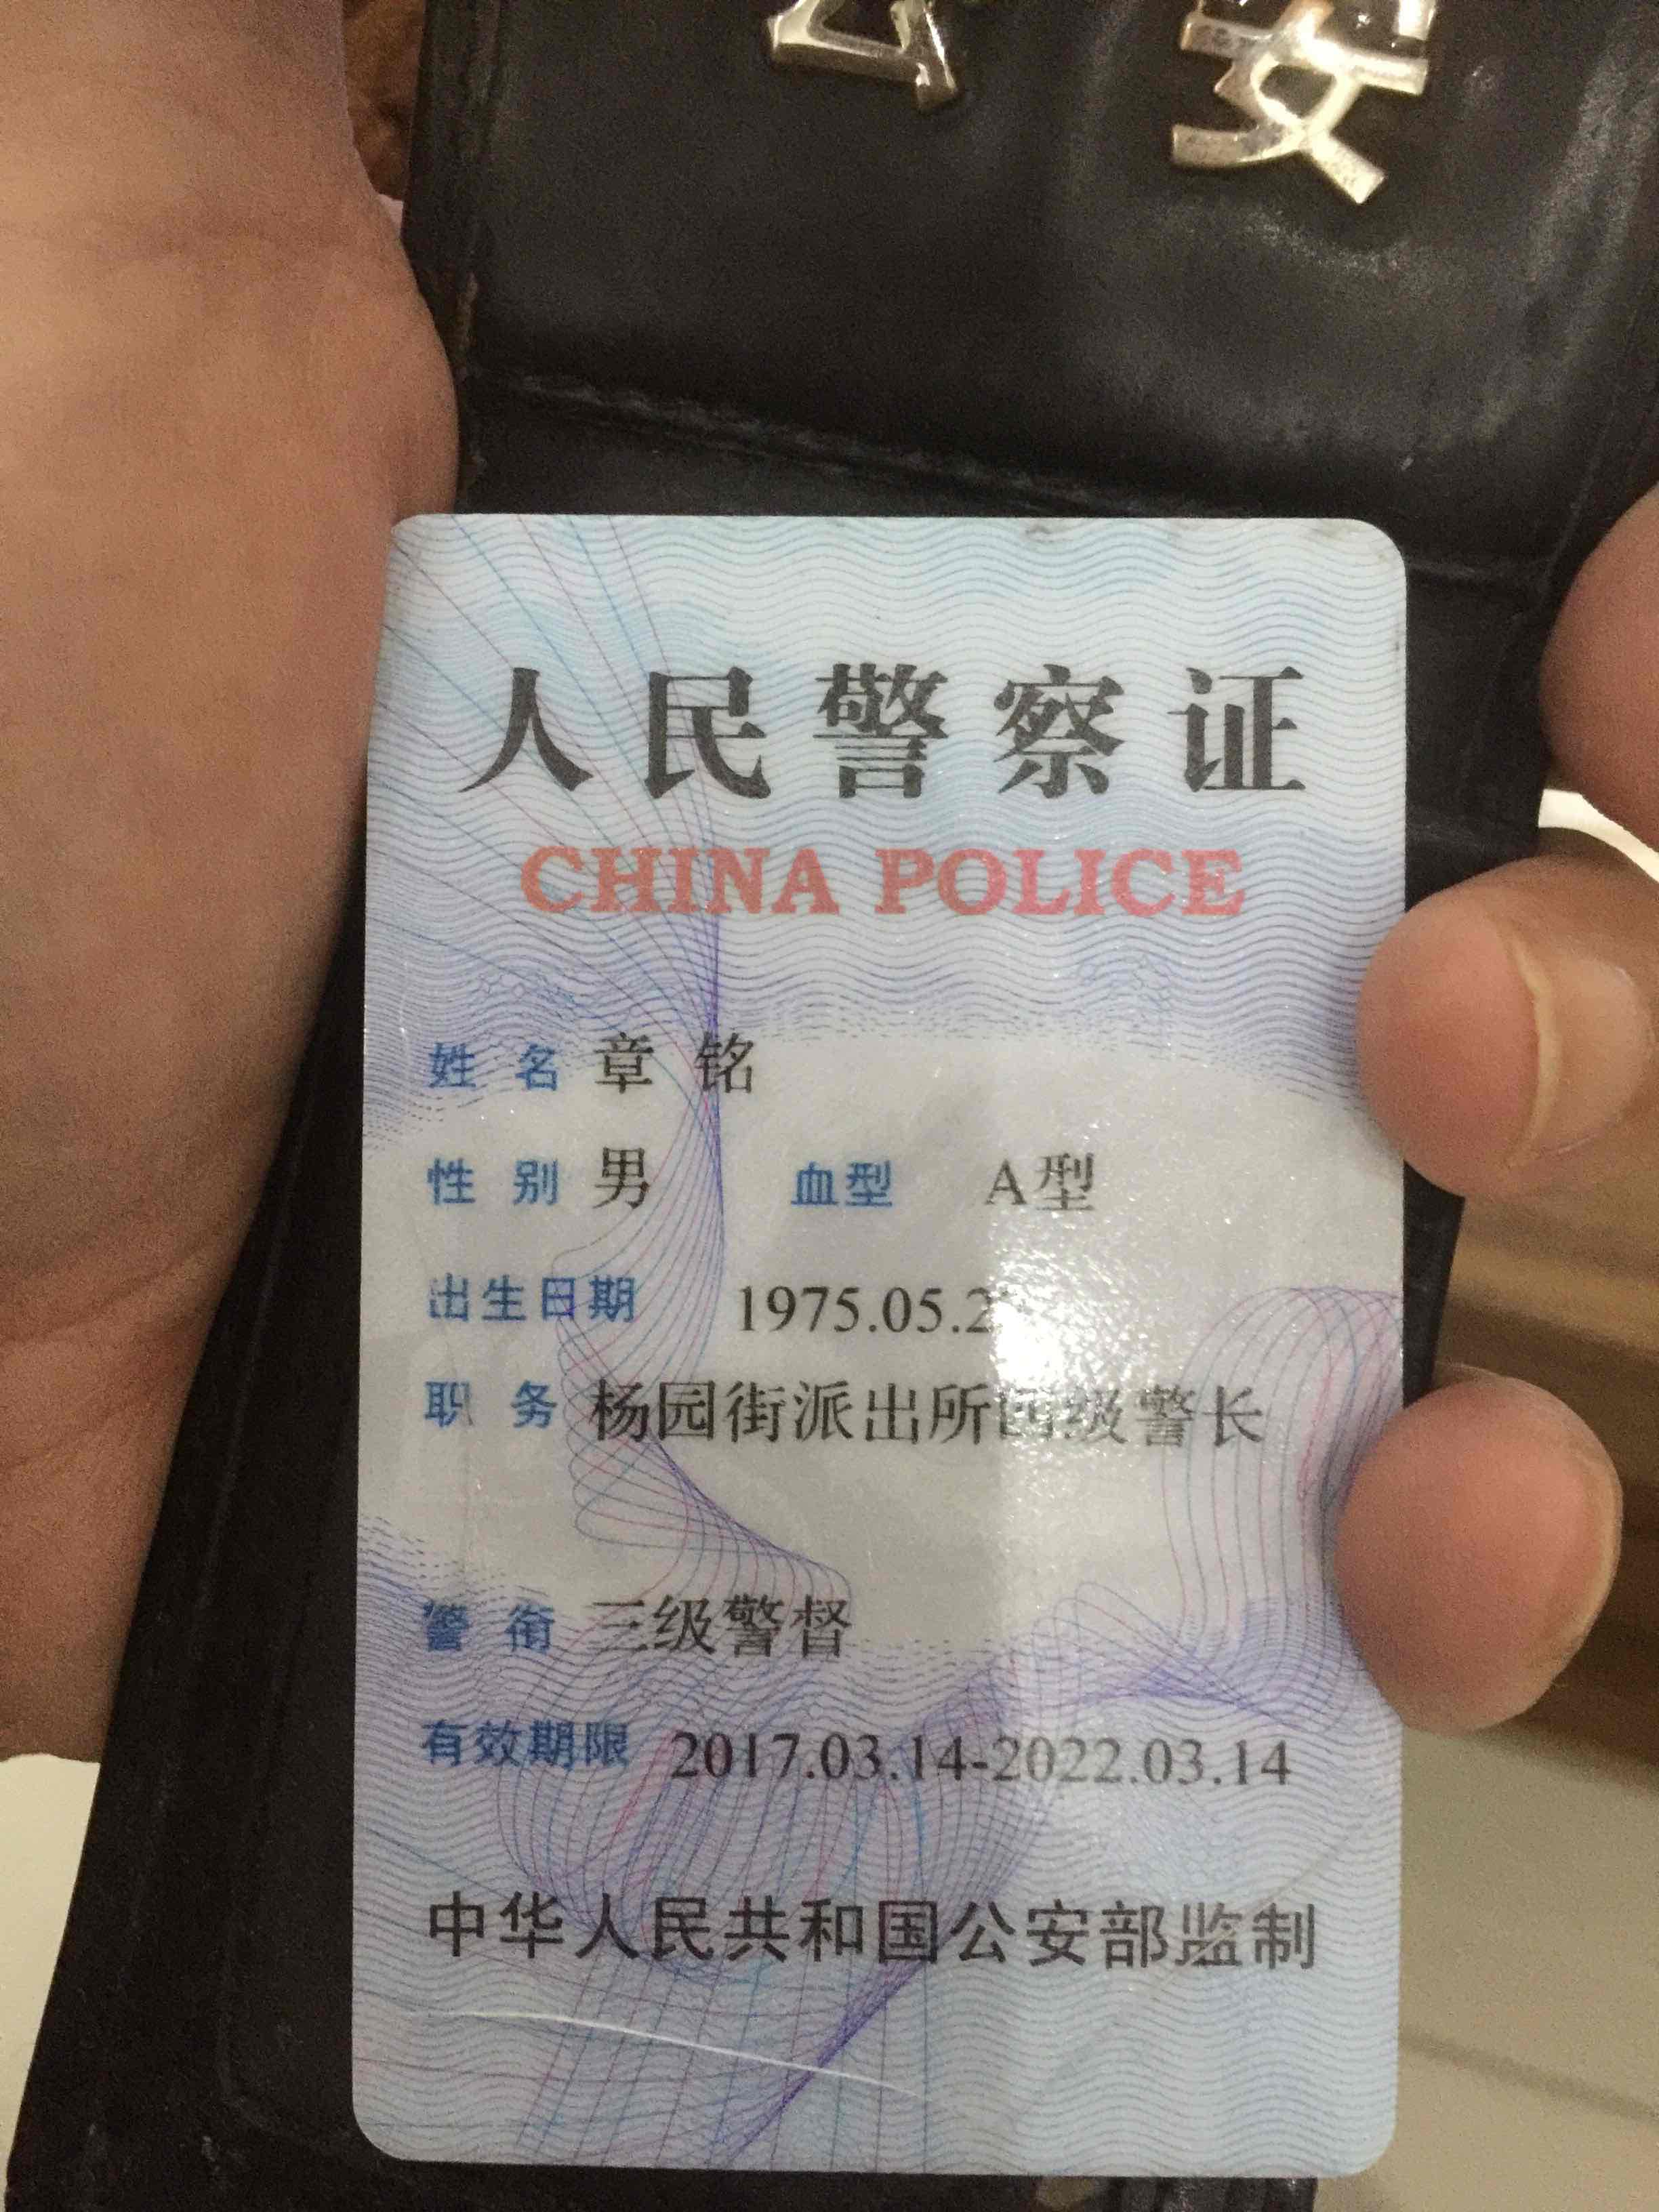 安
人民警察证
CHINA POLICE
姓 名 章 铭
性 别 男 血型 A型
出生日期 1975.05.2
职 务 杨园街派出所四级警长
警 衔 三级警督
有效期限 2017.03.14-2022.03.14
中华人民共和国公安部监制